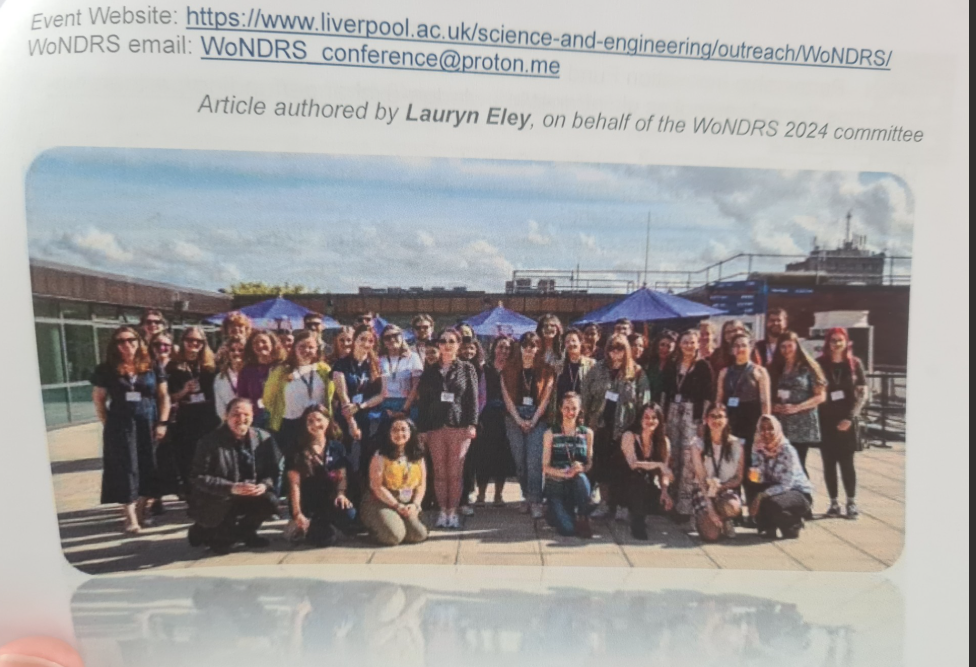 Event Website: https://www.liverpool.ac.uk/science-and-engineering/outreach/WoNDRS/
WoNDRS email: WoNDRS_conference@proton.me
Article authored by Lauryn Eley, on behalf of the WoNDRS 2024 committee